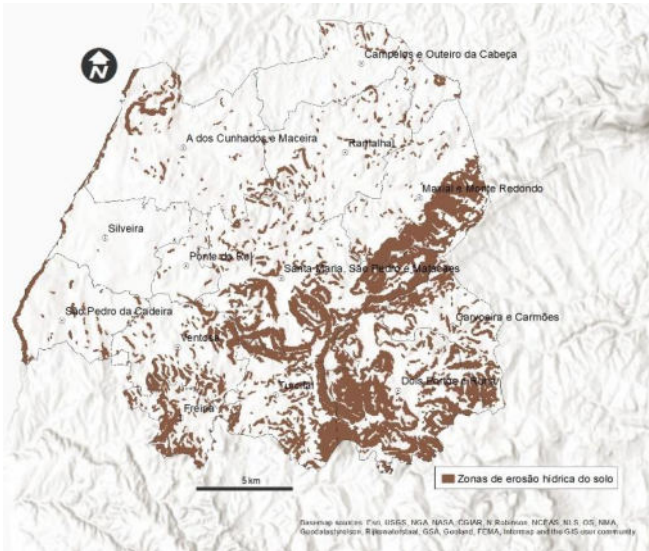 N
Campelos e Outeiro da Cabeça
A dos Cunhados e Maceira
Ramalhal
Maxial e Monte Redondo
Silveira
Ponte do Rol
Santa Maria, São Pedro e Matacães
São Pedro da Cadeira
Carvoeira e Carmões
Ventosa
Turcifal
Dois Portos e Runa
Freiria
5 km
Zonas de erosão hídrica do solo
Basemap sources: Esri, USGS, NGA, NASA, CGIAR, N Robinson, NCEAS, NLS, OS, NMA,
Geodatastyrelsen, Rijkswaterstaat, GSA, Geoland, FEMA, Intermap and the GIS user community